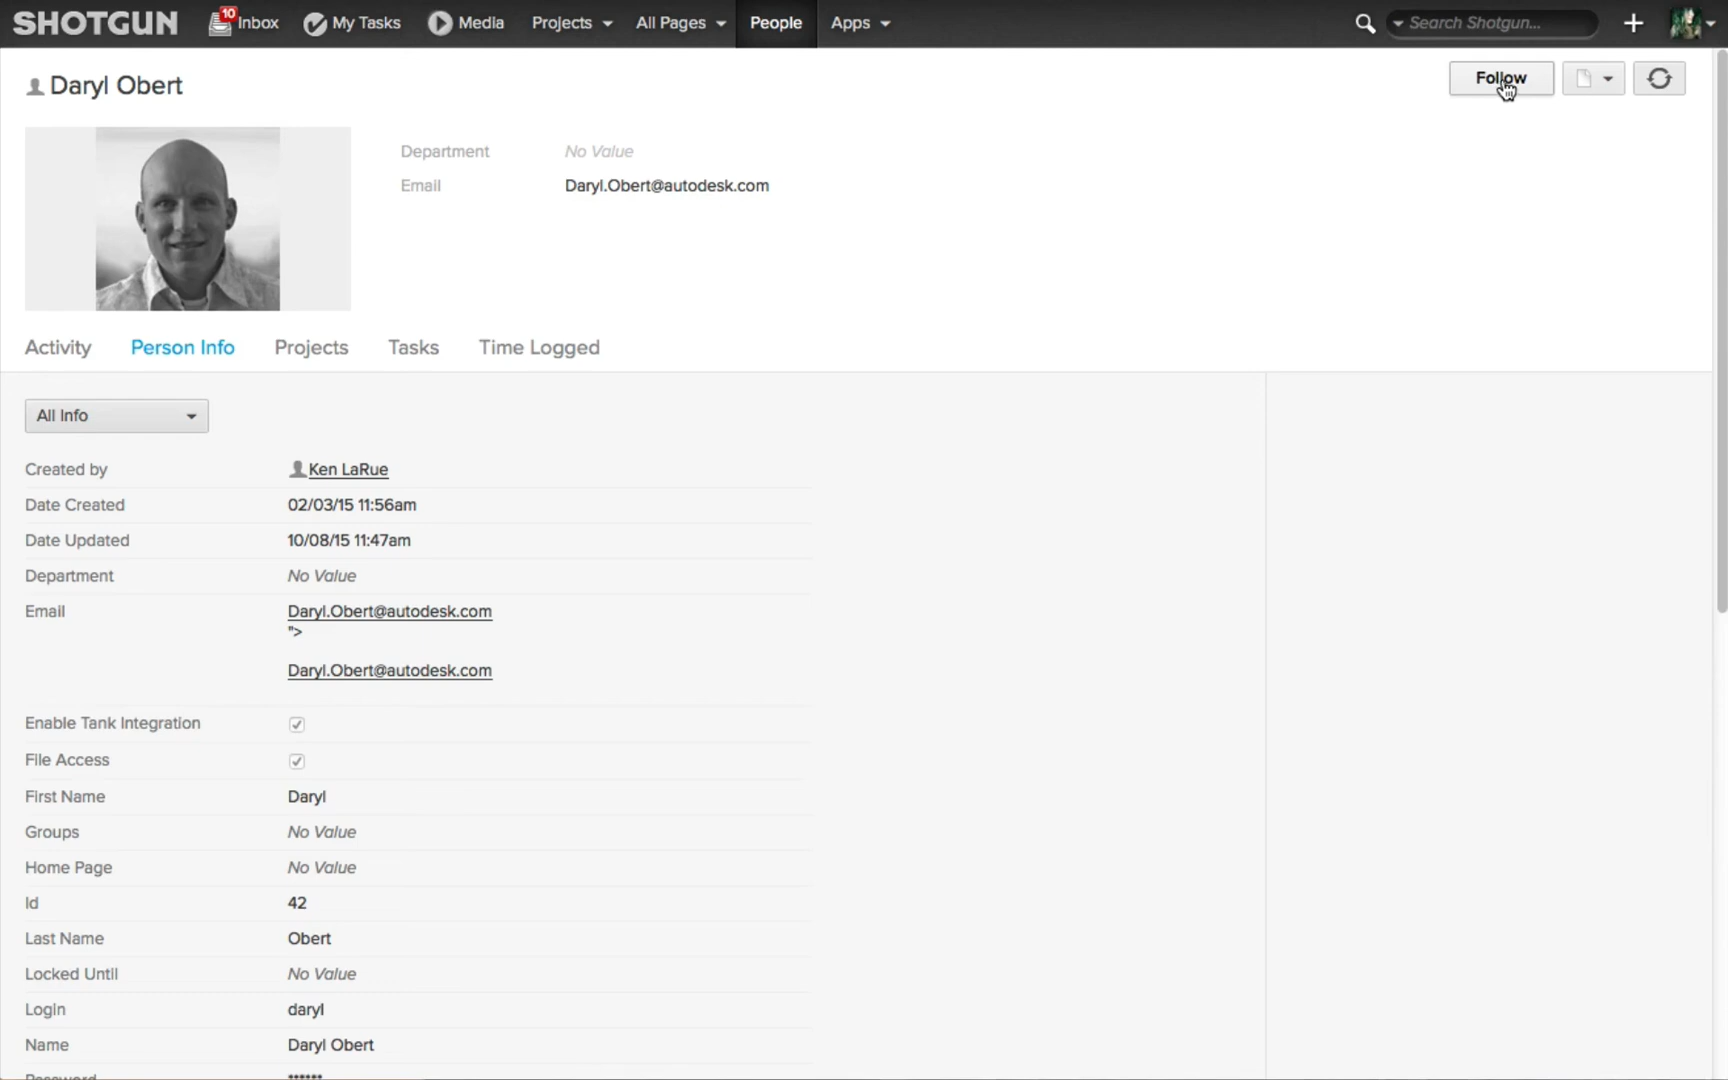 SHOTGUN 10 Inbox My Tasks Media Projects All Pages People Apps Search Shotgun...
Daryl Obert
Follow
Department No Value
Email Daryl.Obert@autodesk.com
Activity Person Info Projects Tasks Time Logged
All Info
Created by Ken LaRue
Date Created 02/03/15 11:56am
Date Updated 10/08/15 11:47am
Department No Value
Email Daryl.Obert@autodesk.com
">
Daryl.Obert@autodesk.com
Enable Tank Integration
File Access
First Name Daryl
Groups No Value
Home Page No Value
Id 42
Last Name Obert
Locked Until No Value
Login daryl
Name Daryl Obert
Password ******